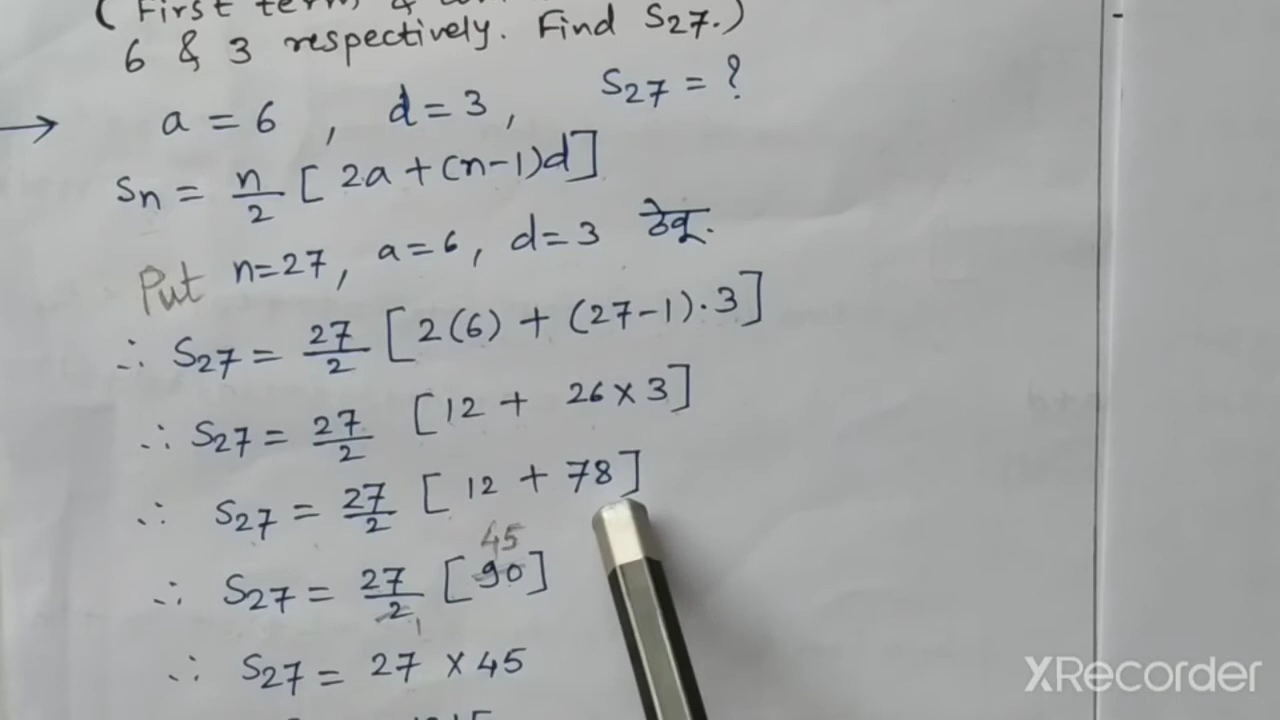 ( First term &
6 & 3 respectively. Find S27.)
→ a = 6 , d = 3 , S27 = ?
Sn = n/2 [ 2a + (n-1)d ]
Put n=27, a=6, d=3 ठेवू.
∴ S27 = 27/2 [ 2(6) + (27-1)·3 ]
∴ S27 = 27/2 [ 12 + 26 × 3 ]
∴ S27 = 27/2 [ 12 + 78 ]
45
∴ S27 = 27/2 [ 90 ]
1
∴ S27 = 27 × 45
XRecorder